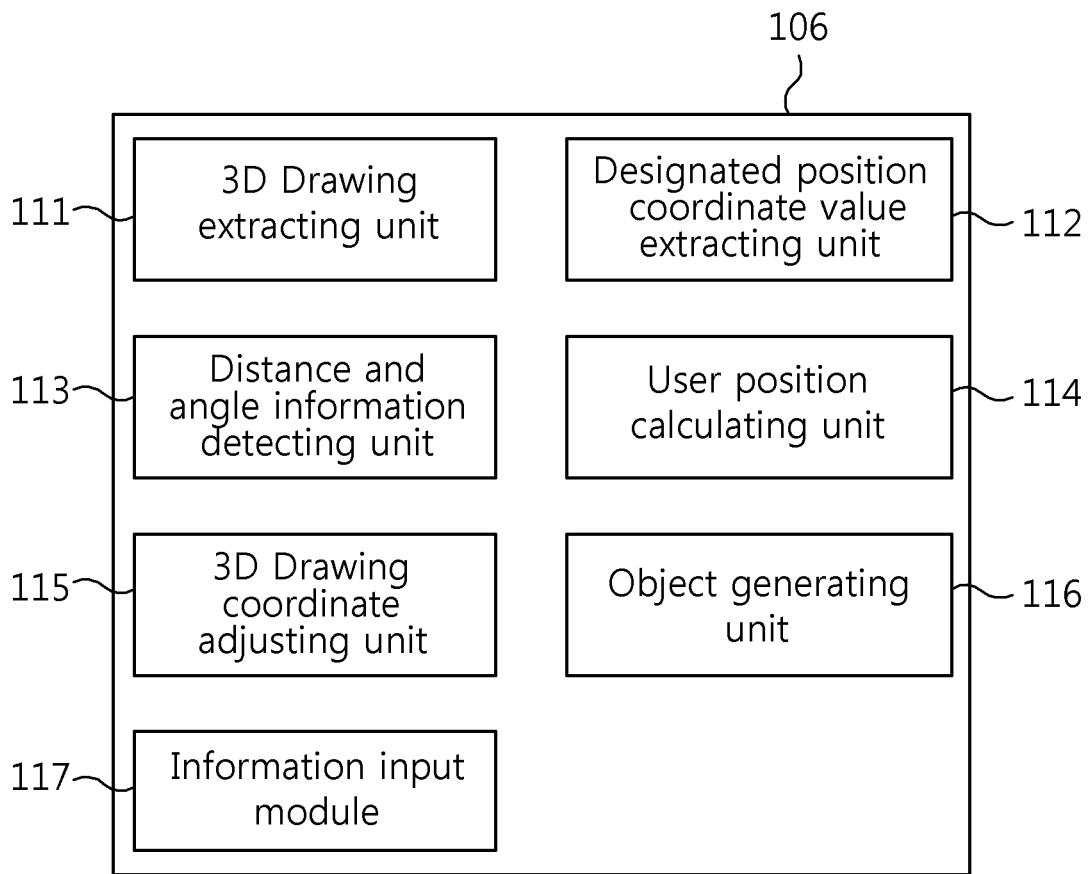 106
3D Drawing
extracting unit
111
Designated position
coordinate value
extracting unit
112
Distance and
angle information
detecting unit
113
User position
calculating unit
114
3D Drawing
coordinate
adjusting unit
115
Object generating
unit
116
Information input
module
117